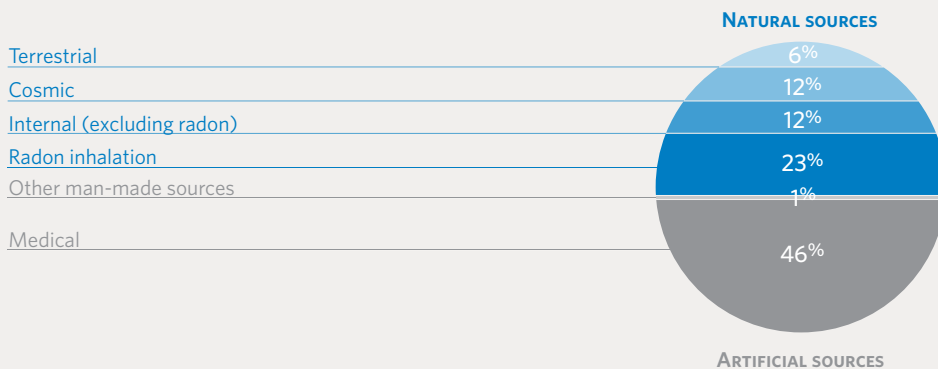 NATURAL SOURCES
Terrestrial
6%
Cosmic
12%
Internal (excluding radon)
12%
Radon inhalation
23%
Other man-made sources
1%
Medical
46%
ARTIFICIAL SOURCES